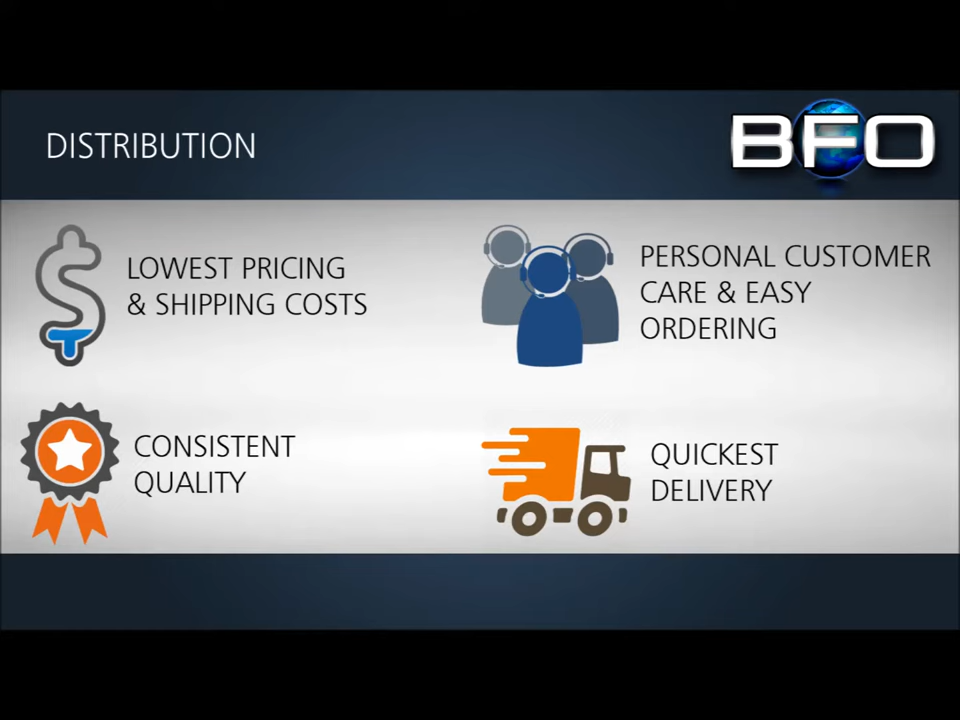 DISTRIBUTION
BFO
LOWEST PRICING
& SHIPPING COSTS
PERSONAL CUSTOMER
CARE & EASY
ORDERING
CONSISTENT
QUALITY
QUICKEST
DELIVERY